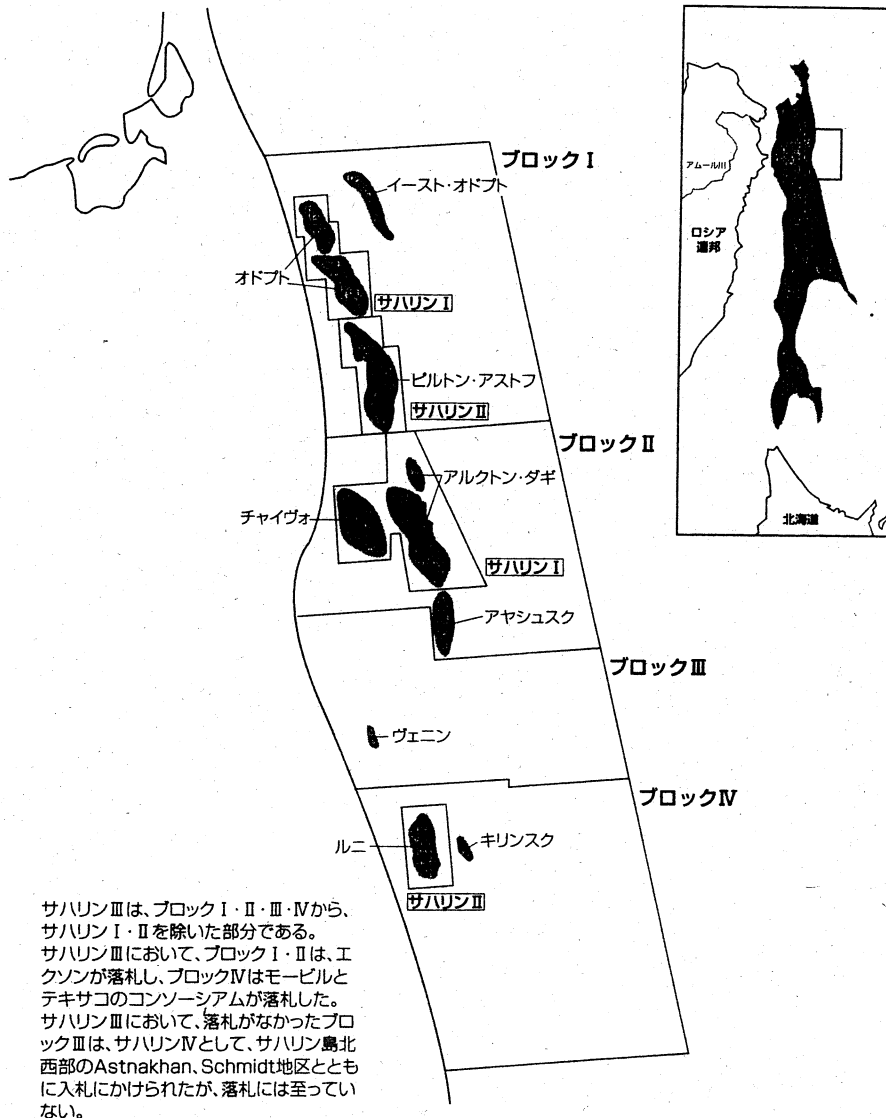 ブロックⅠ
イースト・オドプト
オドプト
サハリンⅠ
ピルトン・アストフ
サハリンⅡ
ブロックⅡ
アルクトン・ダギ
チャイヴォ
サハリンⅠ
アヤシュスク
ブロックⅢ
ヴェニン
ブロックⅣ
ルニ
キリンスク
サハリンⅡ
アムール川
ロシア
連邦
北海道
サハリンⅢは、ブロックⅠ・Ⅱ・Ⅲ・Ⅳから、
サハリンⅠ・Ⅱを除いた部分である。
サハリンⅢにおいて、ブロックⅠ・Ⅱは、エ
クソンが落札し、ブロックⅣはモービルと
テキサコのコンソーシアムが落札した。
サハリンⅢにおいて、落札がなかったブロ
ックⅢは、サハリンⅣとして、サハリン島北
西部のAstnakhan、Schmidt地区ととも
に入札にかけられたが、落札には至ってい
ない。